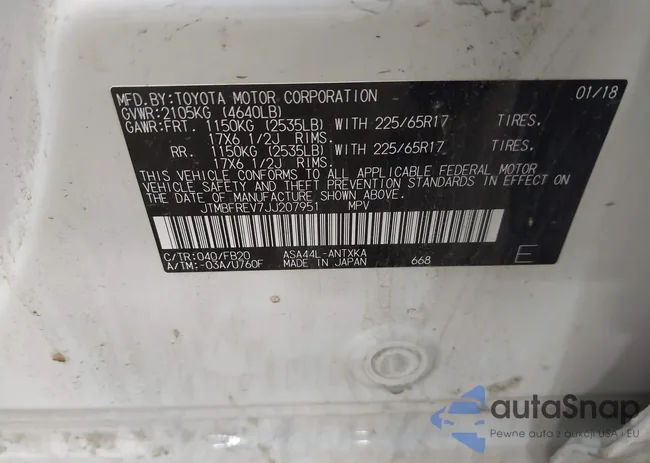 MFD.BY:TOYOTA MOTOR CORPORATION 01/18
GVWR:2105KG (4640LB)
GAWR:FRT. 1150KG (2535LB) WITH 225/65R17 TIRES.
17X6 1/2J RIMS.
RR. 1150KG (2535LB) WITH 225/65R17 TIRES.
17X6 1/2J RIMS.
THIS VEHICLE CONFORMS TO ALL APPLICABLE FEDERAL MOTOR
VEHICLE SAFETY AND THEFT PREVENTION STANDARDS IN EFFECT ON
THE DATE OF MANUFACTURE SHOWN ABOVE.
JTMBFREV7JJ207951 MPV
C/TR:040/FB20 ASA44L-ANTXKA
A/TM:-03A/U760F MADE IN JAPAN 668 E
autoSnap
Pewne auta z aukcji USA i EU